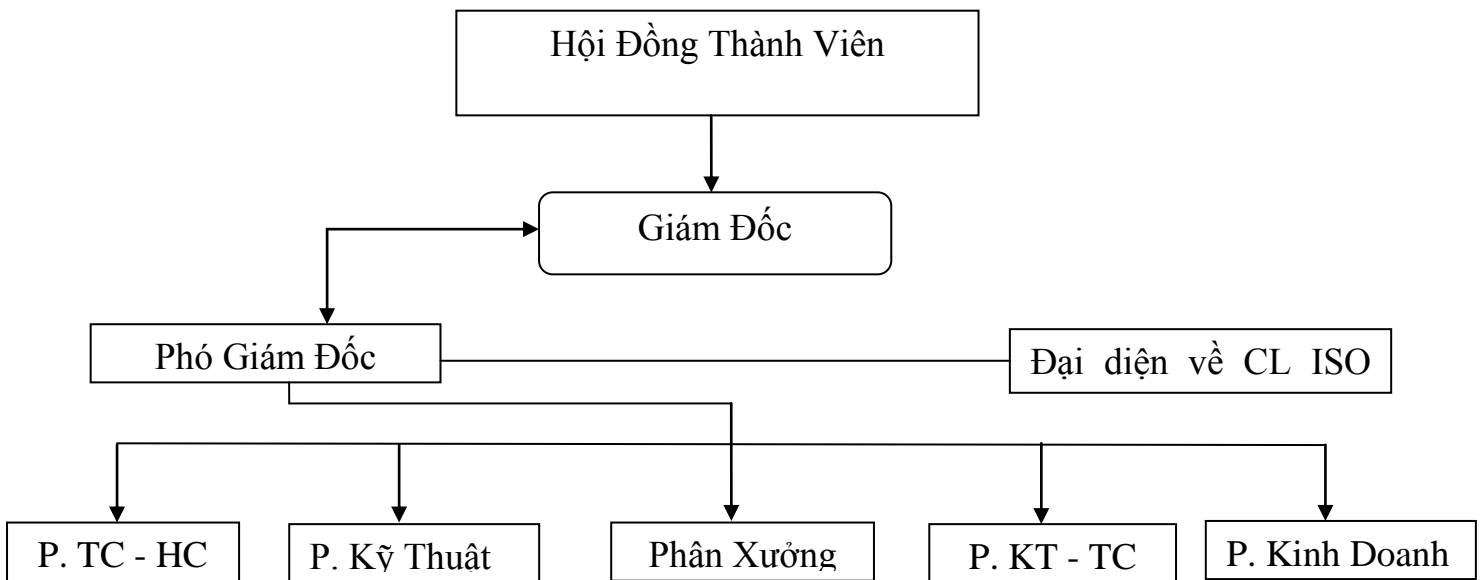 Hội Đồng Thành Viên
Giám Đốc
Phó Giám Đốc
Đại diện về CL ISO
P. TC - HC
P. Kỹ Thuật
Phân Xưởng
P. KT - TC
P. Kinh Doanh